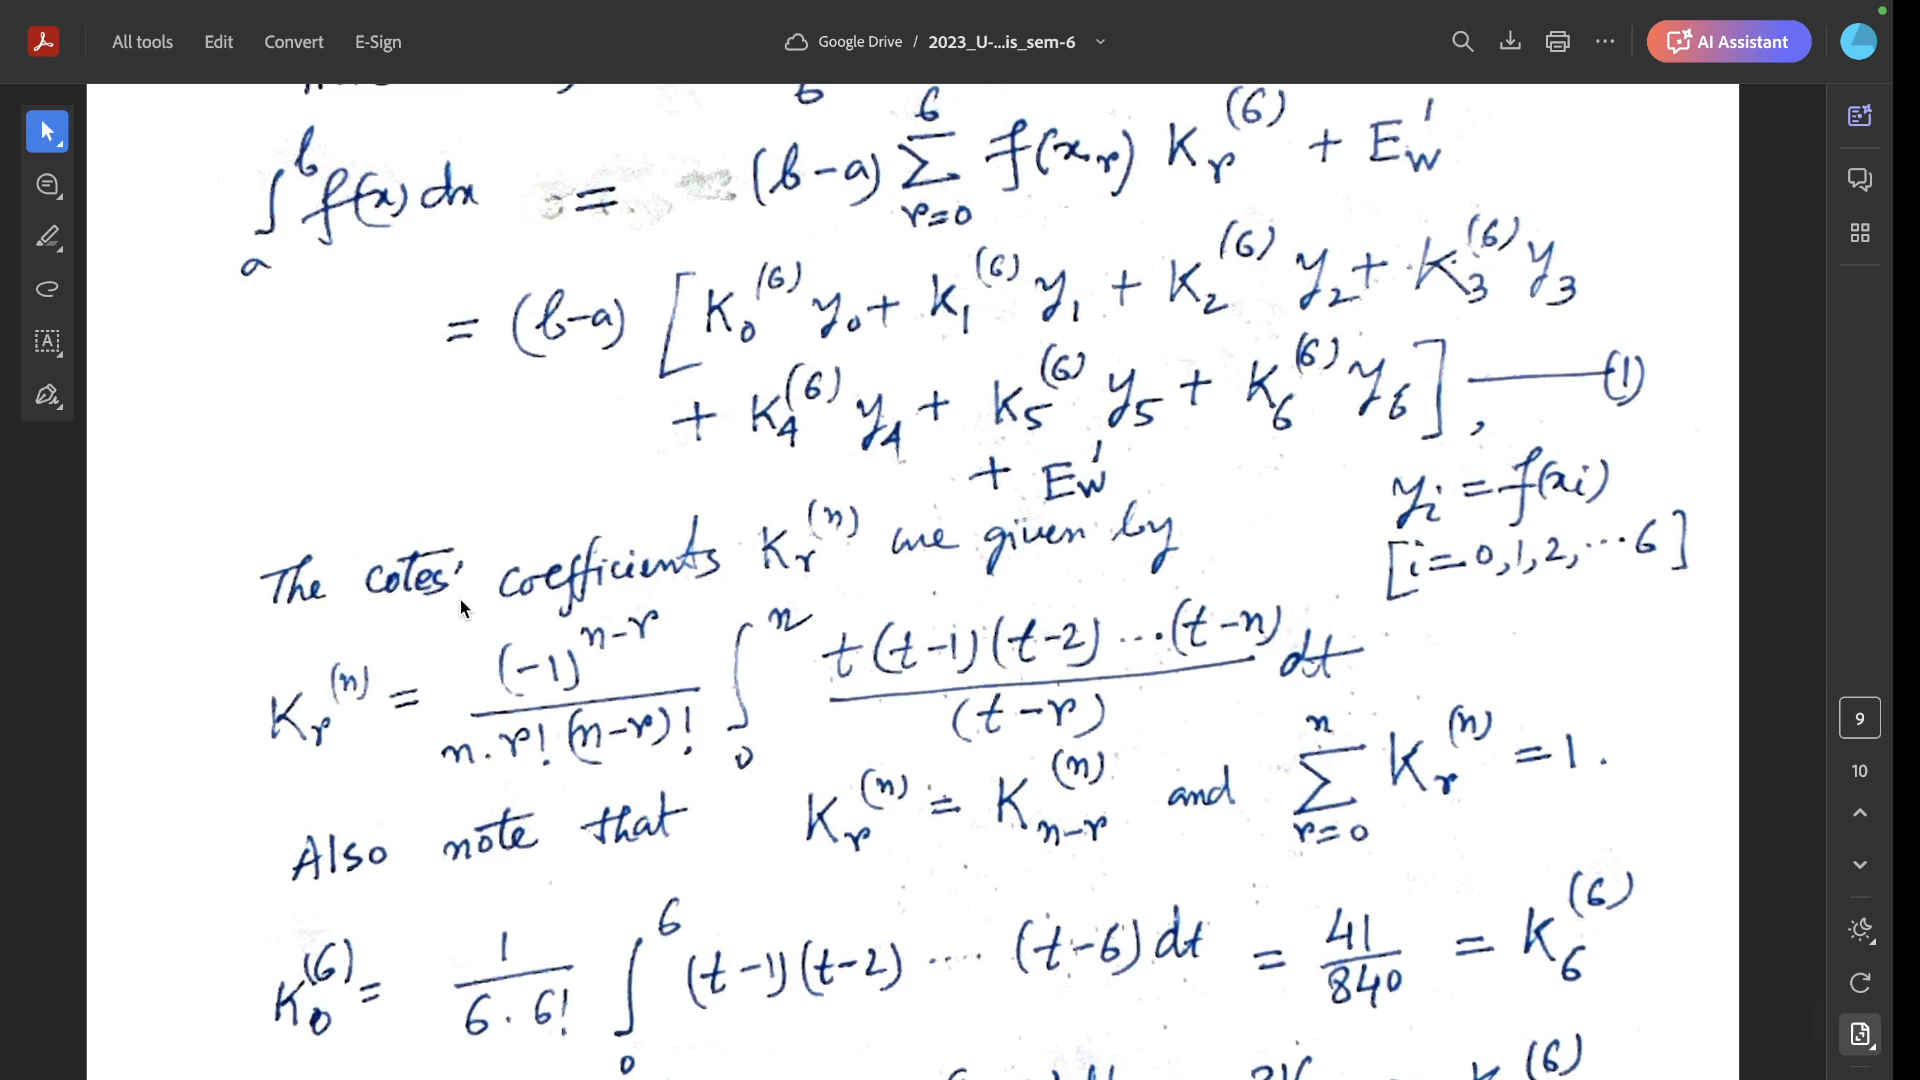 All tools Edit Convert E-Sign Google Drive / 2023_U-...is_sem-6 AI Assistant
∫_a^b f(x) dx = (b-a) Σ_{r=0}^{6} f(x_r) K_r^(6) + E_w'
= (b-a) [K_0^(6) y_0 + K_1^(6) y_1 + K_2^(6) y_2 + K_3^(6) y_3
+ K_4^(6) y_4 + K_5^(6) y_5 + K_6^(6) y_6], —(1)
+ E_w'
y_i = f(x_i)
[i=0,1,2,...6]
The cotes' coefficients K_r^(n) are given by
K_r^(n) = (-1)^(n-r) / n.r!(n-r)! ∫_0^n t(t-1)(t-2)...(t-n) / (t-r) dt
Also note that K_r^(n) = K_{n-r}^(n) and Σ_{r=0}^{n} K_r^(n) = 1.
K_0^(6) = 1 / 6.6! ∫_0^6 (t-1)(t-2)....(t-6) dt = 41/840 = K_6^(6)
9
10